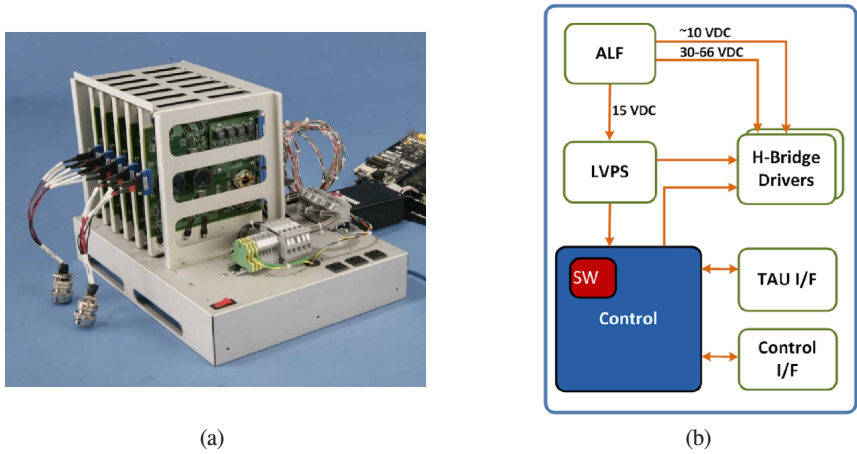 ~10 VDC
30-66 VDC
ALF
15 VDC
LVPS
H-Bridge
Drivers
SW
Control
TAU I/F
Control
I/F
(a)
(b)